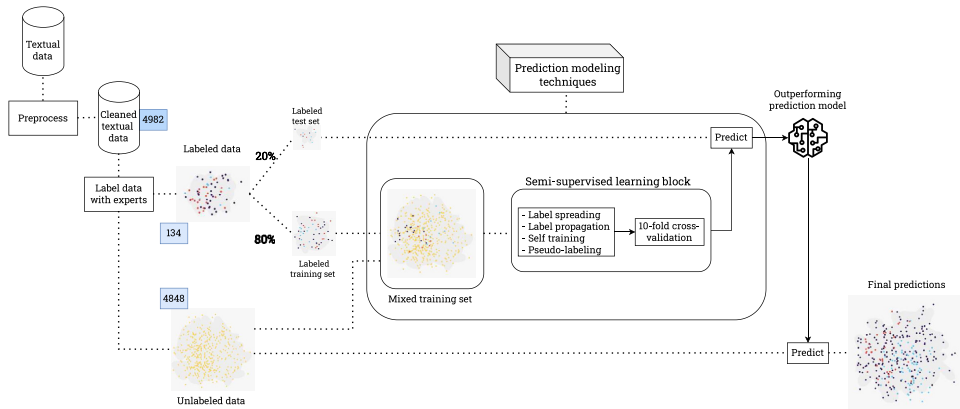 Textual
data
Preprocess
Cleaned
textual
data
4982
Label data
with experts
Labeled data
134
20%
80%
Labeled
test set
Labeled
training set
4848
Unlabeled data
Prediction modeling
techniques
Mixed training set
Semi-supervised learning block
- Label spreading
- Label propagation
- Self training
- Pseudo-labeling
10-fold cross-
validation
Predict
Outperforming
prediction model
Predict
Final predictions